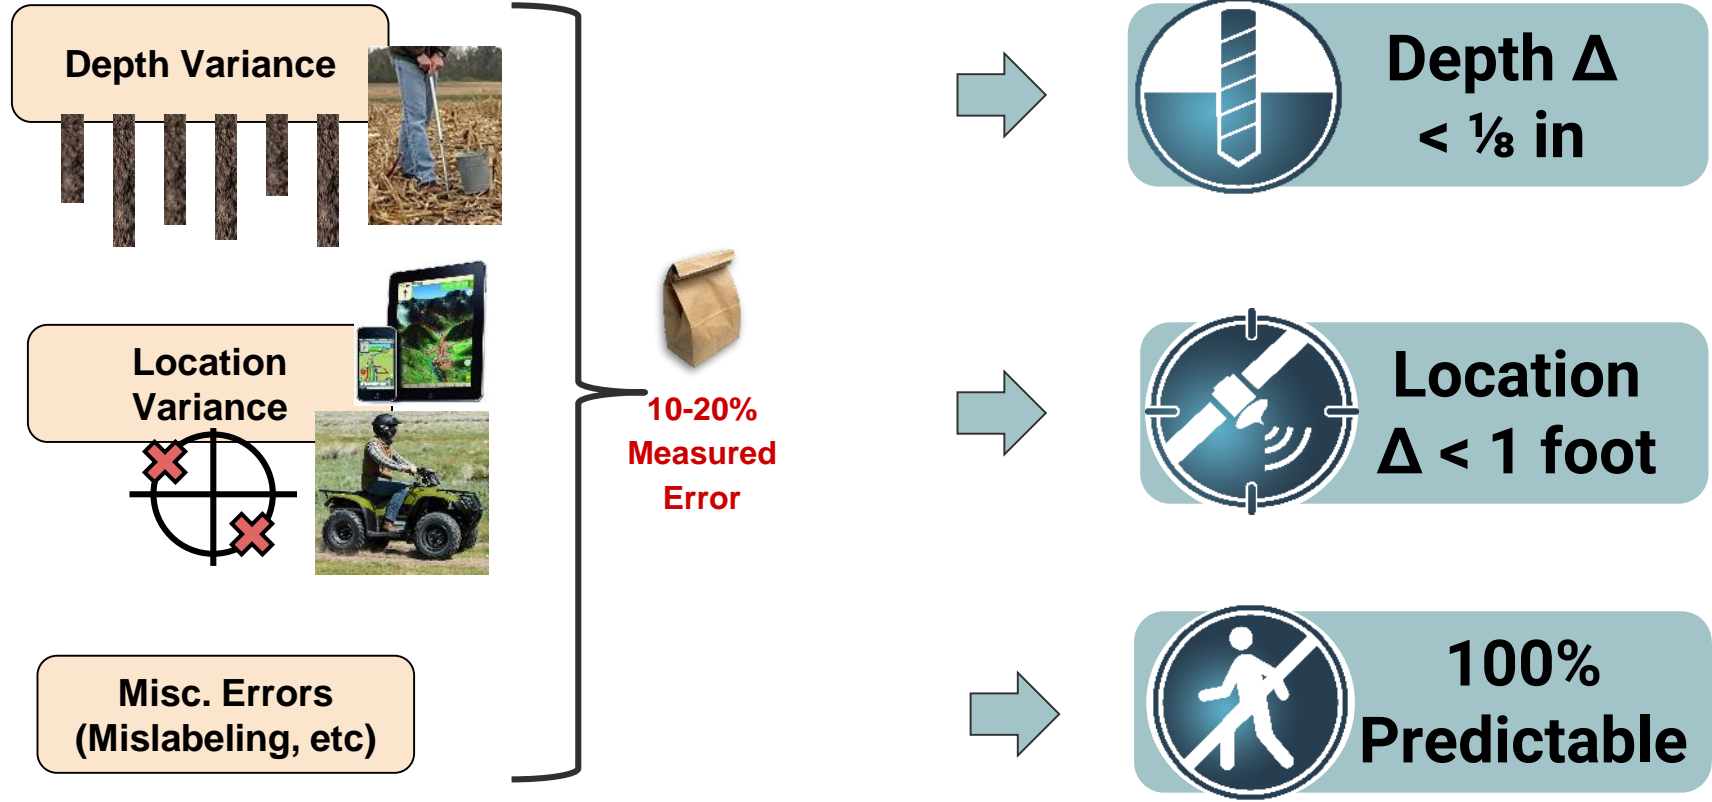 Depth Variance
Location
Variance
Misc. Errors
(Mislabeling, etc)
10-20%
Measured
Error
Depth Δ
< ⅛ in
Location
Δ < 1 foot
100%
Predictable